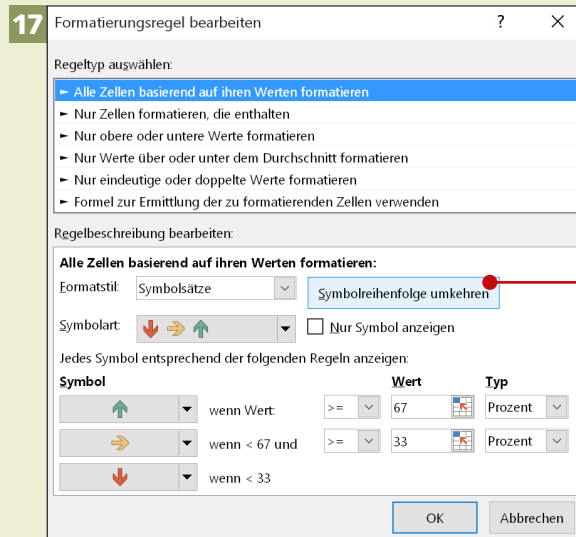 17 Formatierungsregel bearbeiten ? ×
Regeltyp auswählen:
► Alle Zellen basierend auf ihren Werten formatieren
► Nur Zellen formatieren, die enthalten
► Nur obere oder untere Werte formatieren
► Nur Werte über oder unter dem Durchschnitt formatieren
► Nur eindeutige oder doppelte Werte formatieren
► Formel zur Ermittlung der zu formatierenden Zellen verwenden
Regelbeschreibung bearbeiten:
Alle Zellen basierend auf ihren Werten formatieren:
Formatstil: Symbolsätze Symbolreihenfolge umkehren
Symbolart: Nur Symbol anzeigen
Jedes Symbol entsprechend der folgenden Regeln anzeigen:
Symbol Wert Typ
wenn Wert: >= 67 Prozent
wenn < 67 und >= 33 Prozent
wenn < 33
OK Abbrechen